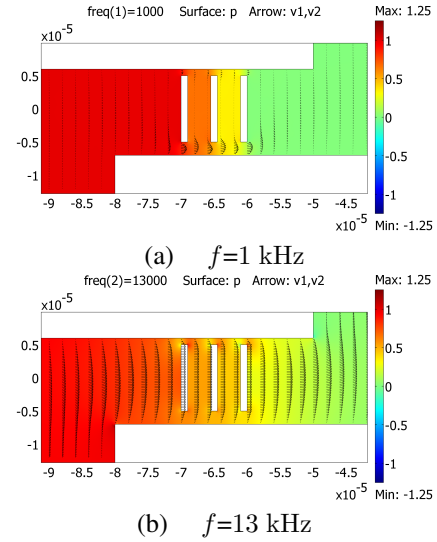 freq(1)=1000 Surface: p Arrow: v1,v2
Max: 1.25
x10-5
0.5
0
-0.5
-1
-9 -8.5 -8 -7.5 -7 -6.5 -6 -5.5 -5 -4.5
x10-5
1
0.5
0
-0.5
-1
Min: -1.25
(a) f=1 kHz
freq(2)=13000 Surface: p Arrow: v1,v2
Max: 1.25
x10-5
0.5
0
-0.5
-1
-9 -8.5 -8 -7.5 -7 -6.5 -6 -5.5 -5 -4.5
x10-5
1
0.5
0
-0.5
-1
Min: -1.25
(b) f=13 kHz